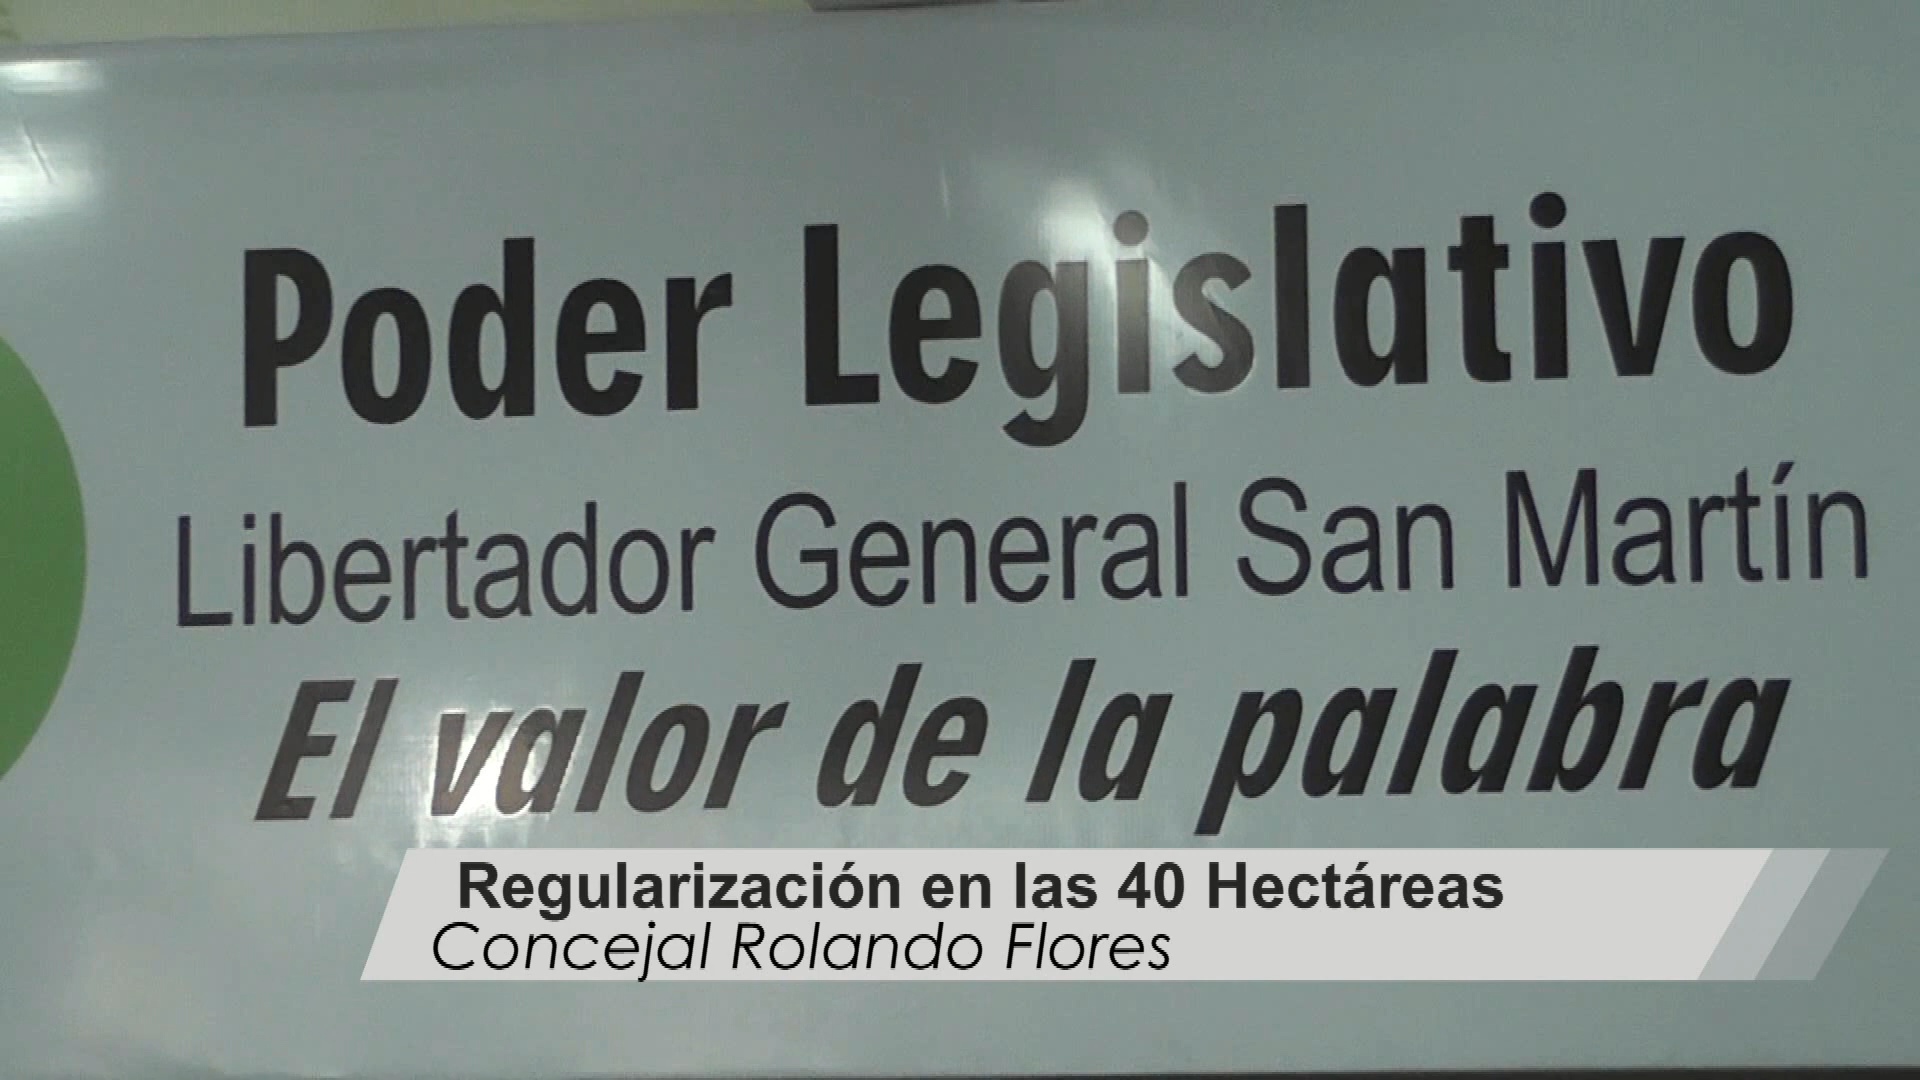 Poder Legislativo
Libertador General San Martín
El valor de la palabra
Regularización en las 40 Hectáreas
Concejal Rolando Flores